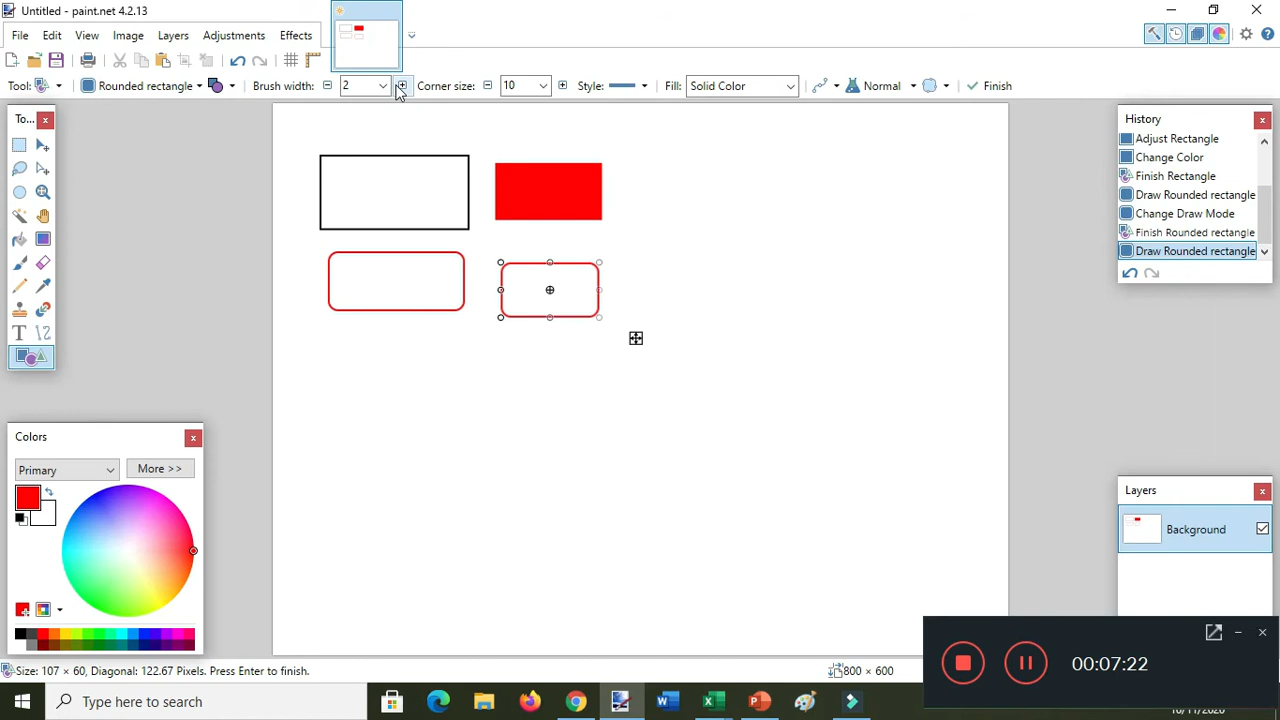 Untitled - paint.net 4.2.13
File Edit View Image Layers Adjustments Effects
Tool: Rounded rectangle Brush width: 2 Corner size: 10 Style: Fill: Solid Color Normal Finish
To...
History
Adjust Rectangle
Change Color
Finish Rectangle
Draw Rounded rectangle
Change Draw Mode
Finish Rounded rectangle
Draw Rounded rectangle
Colors
Primary More >>
Layers
Background
00:07:22
Size: 107 × 60, Diagonal: 122.67 Pixels. Press Enter to finish.
800 × 600
Type here to search